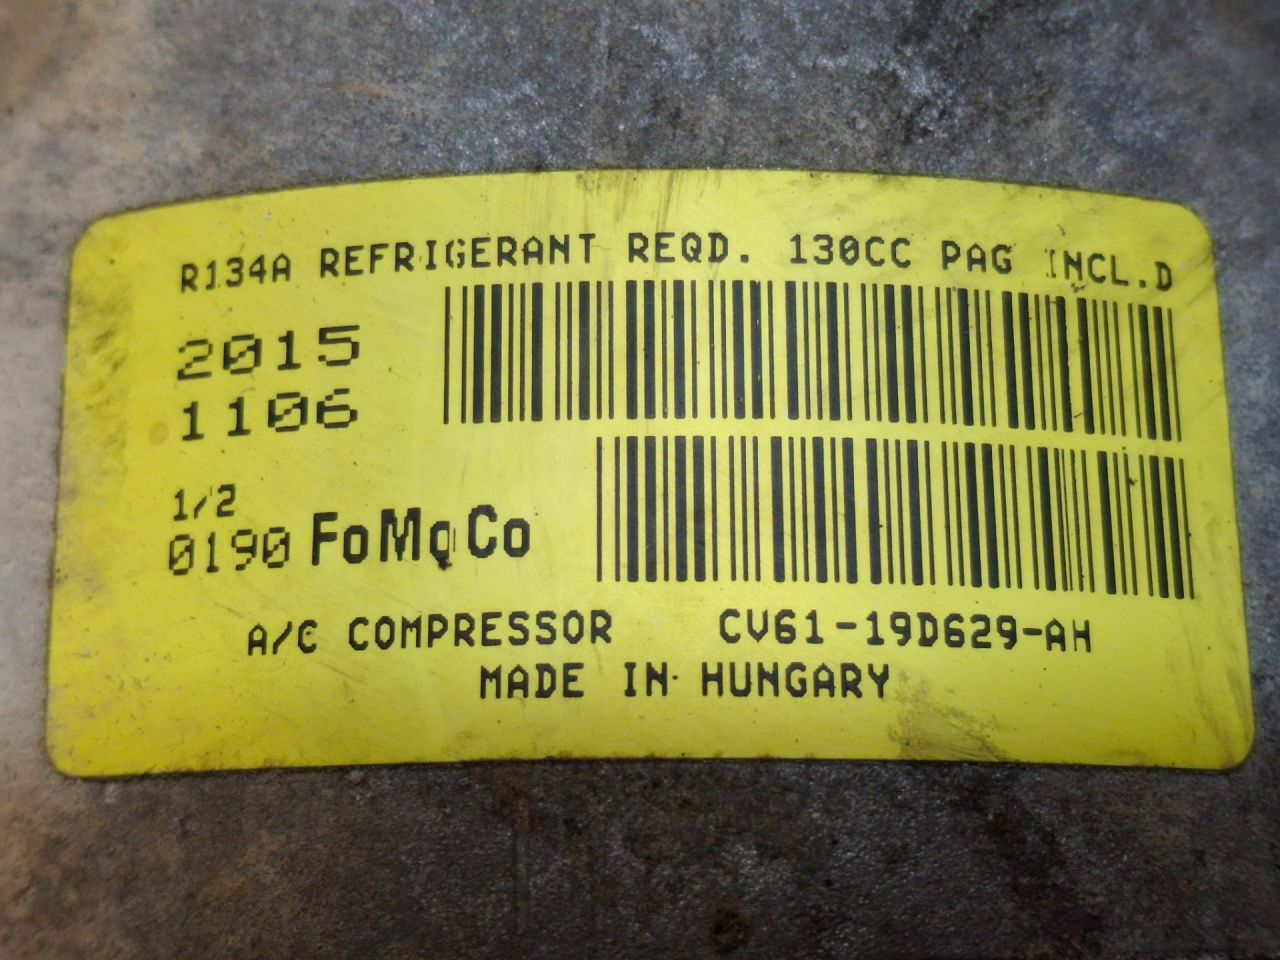 R134A REFRIGERANT REQD. 130CC PAG INCL.D
2015
1106
1/2
0190 FoMoCo
A/C COMPRESSOR CV61-19D629-AH
MADE IN HUNGARY